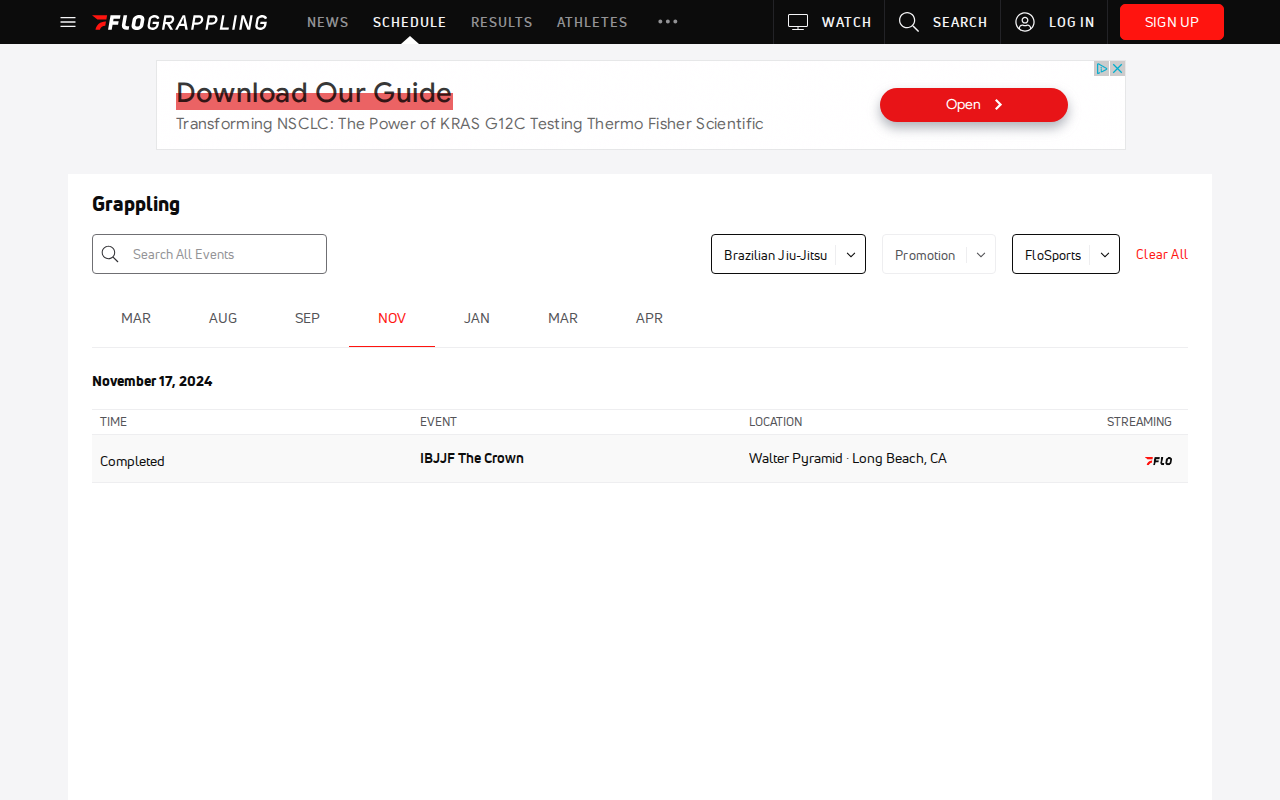 FLOGRAPPLING NEWS SCHEDULE RESULTS ATHLETES ••• WATCH SEARCH LOG IN SIGN UP
Download Our Guide
Transforming NSCLC: The Power of KRAS G12C Testing Thermo Fisher Scientific
Open
Grappling
Search All Events Brazilian Jiu-Jitsu Promotion FloSports Clear All
MAR AUG SEP NOV JAN MAR APR
November 17, 2024
TIME EVENT LOCATION STREAMING
Completed IBJJF The Crown Walter Pyramid · Long Beach, CA FLO